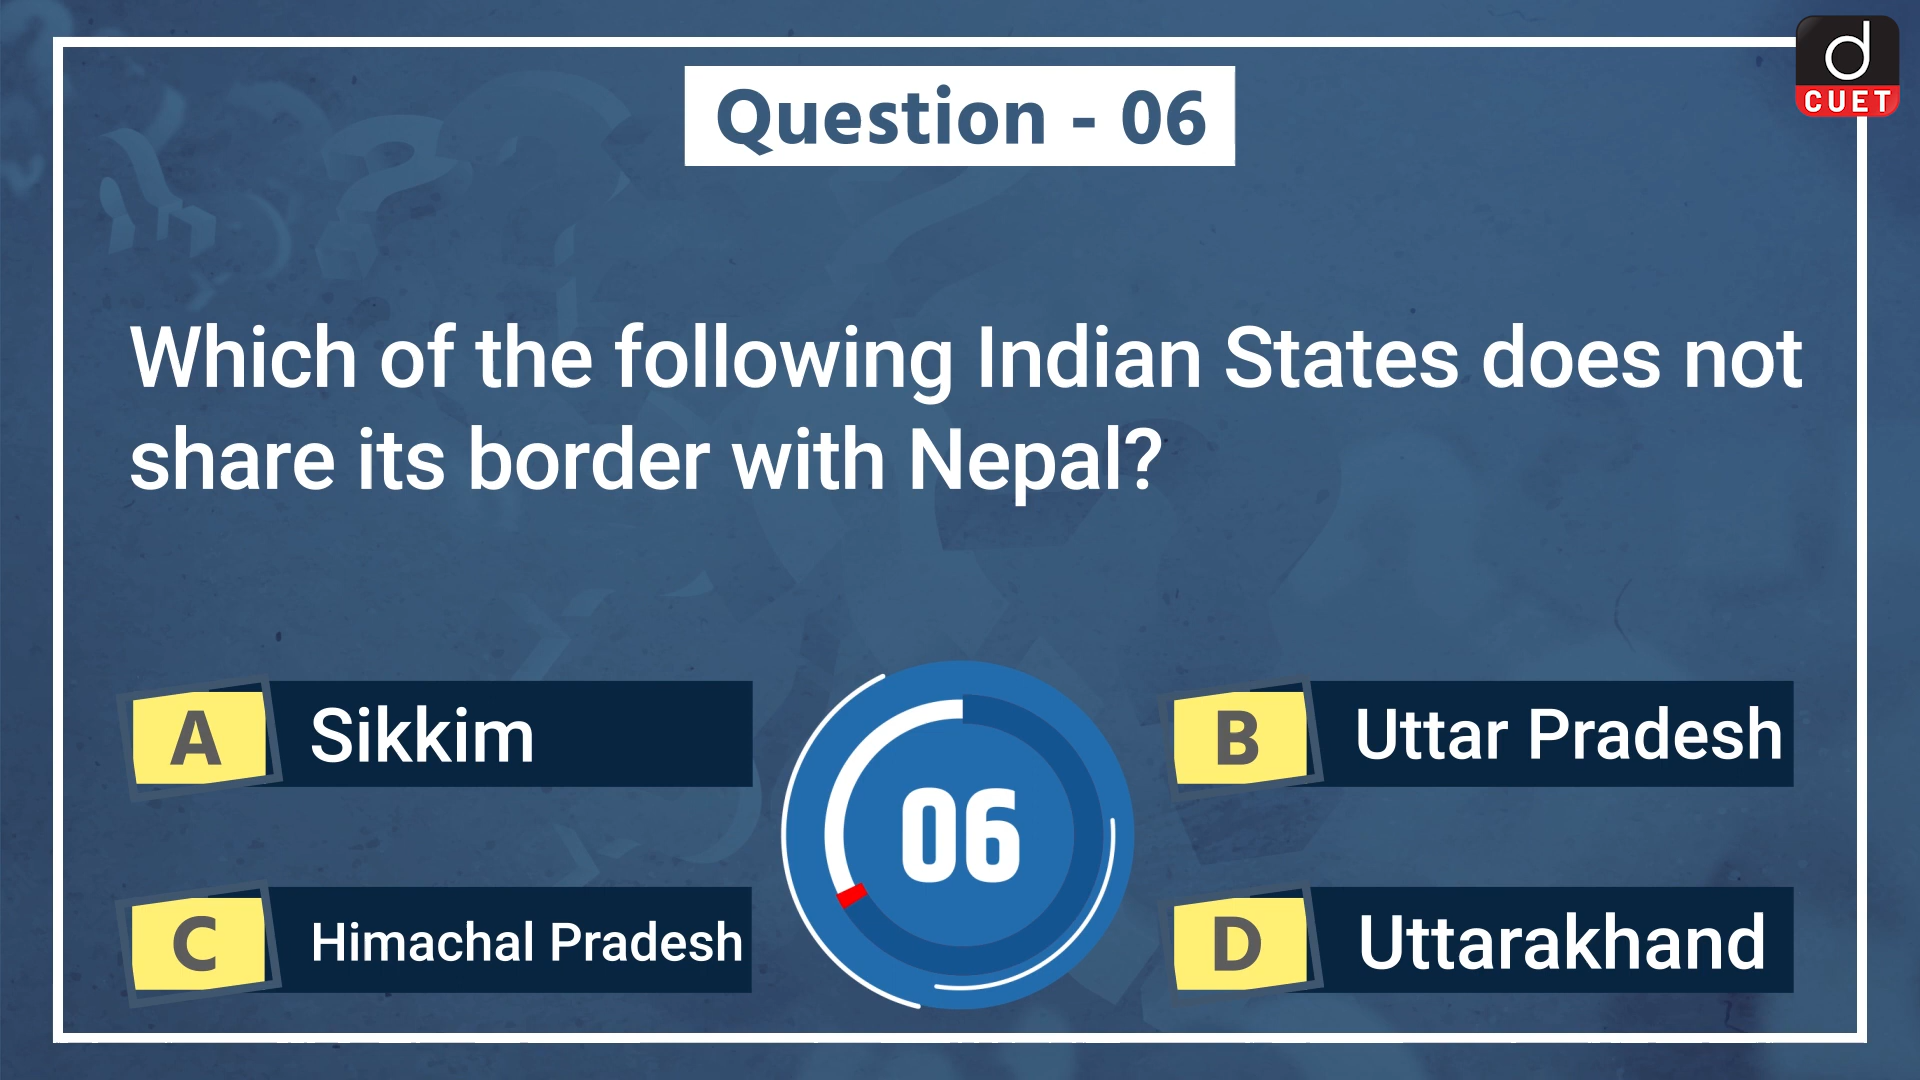 d
CUET
Question - 06
Which of the following Indian States does not
share its border with Nepal?
A Sikkim
B Uttar Pradesh
06
C Himachal Pradesh
D Uttarakhand